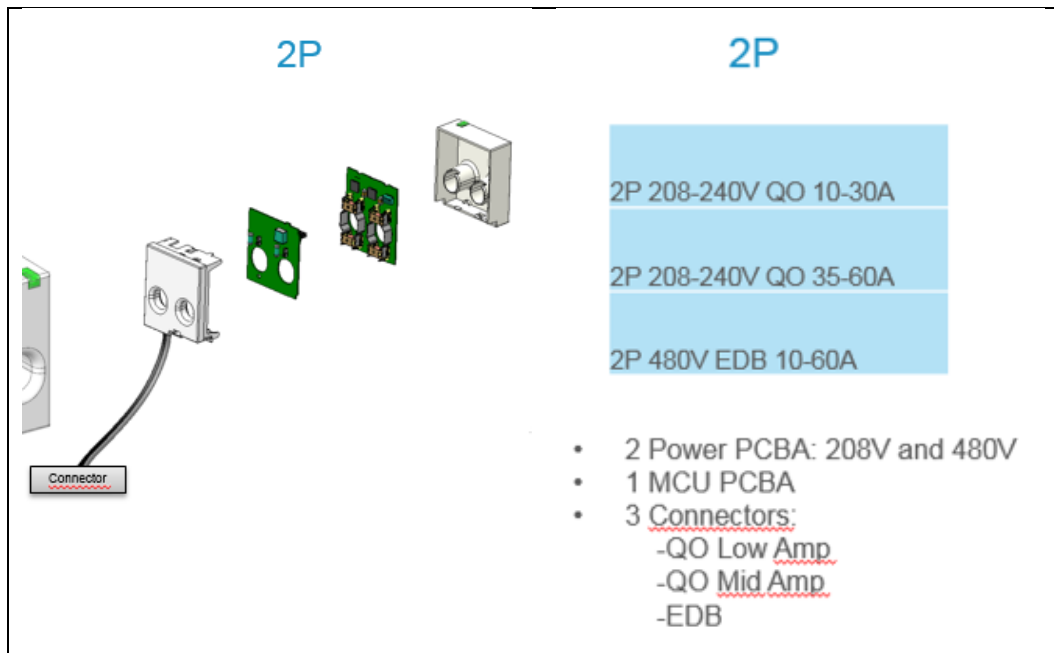 2P
Connector
2P
2P 208-240V QO 10-30A
2P 208-240V QO 35-60A
2P 480V EDB 10-60A
• 2 Power PCBA: 208V and 480V
• 1 MCU PCBA
• 3 Connectors:
-QO Low Amp
-QO Mid Amp
-EDB